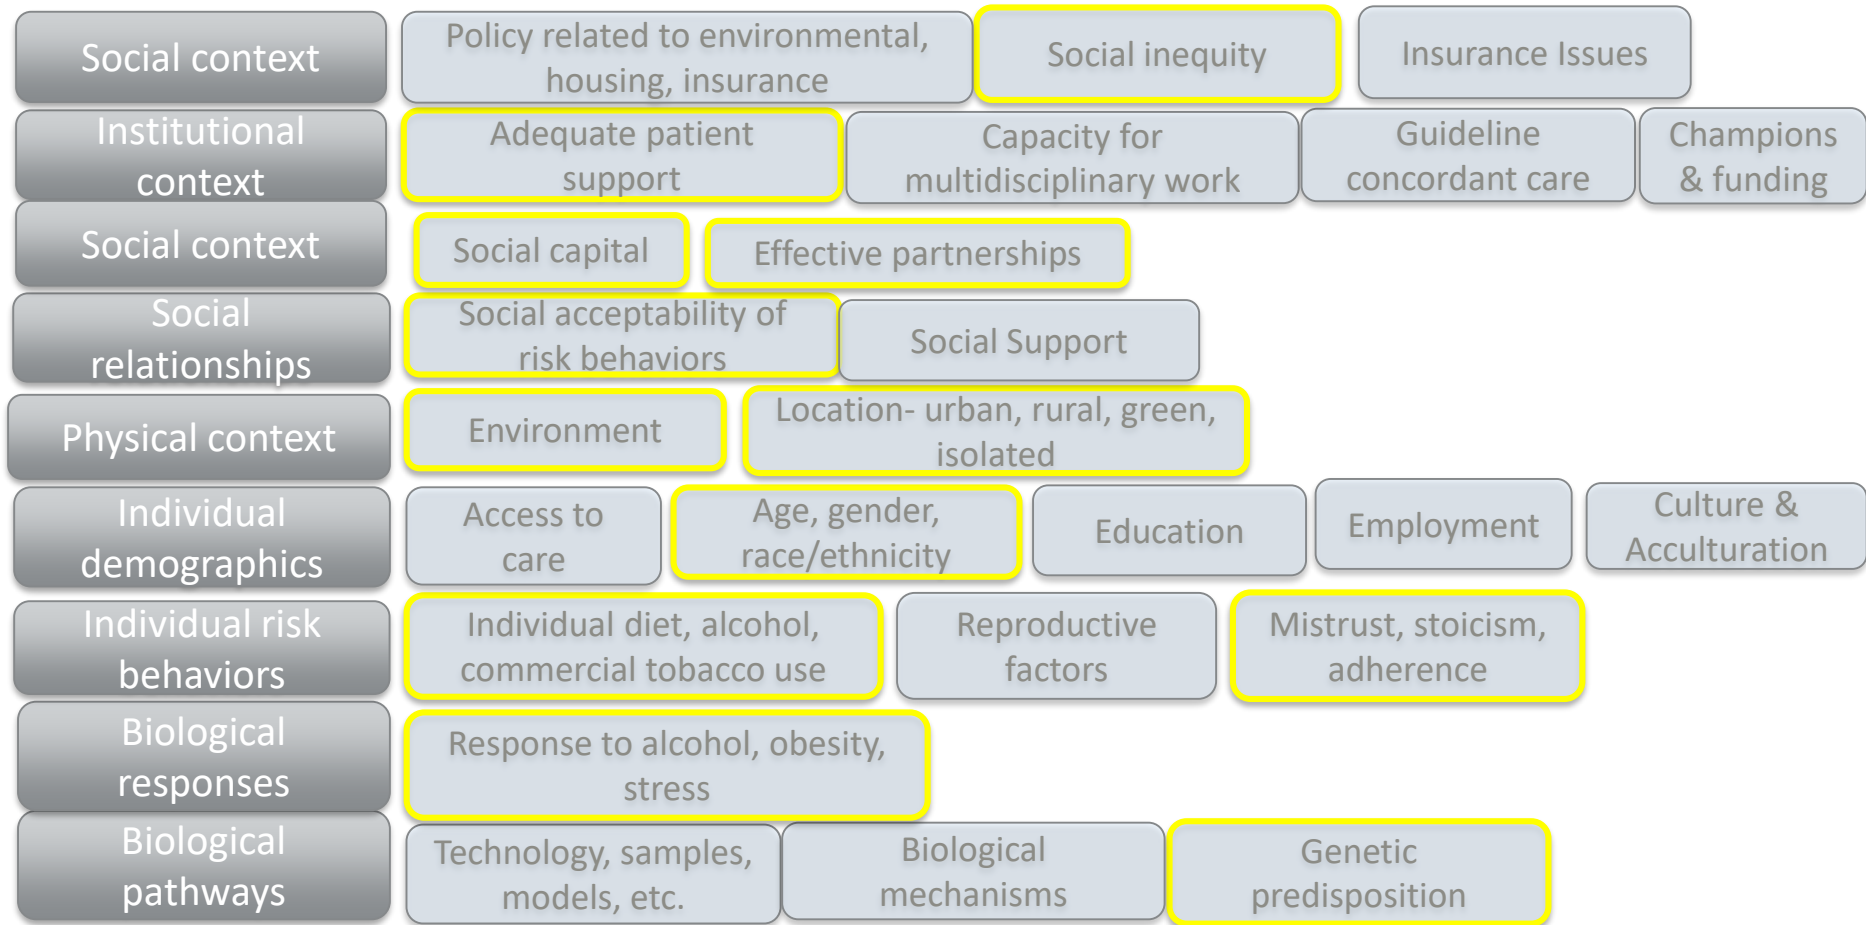 Social context
Policy related to environmental,
housing, insurance
Social inequity
Insurance Issues
Institutional
context
Adequate patient
support
Capacity for
multidisciplinary work
Guideline
concordant care
Champions
& funding
Social context
Social capital
Effective partnerships
Social
relationships
Social acceptability of
risk behaviors
Social Support
Physical context
Environment
Location- urban, rural, green,
isolated
Individual
demographics
Access to
care
Age, gender,
race/ethnicity
Education
Employment
Culture &
Acculturation
Individual risk
behaviors
Individual diet, alcohol,
commercial tobacco use
Reproductive
factors
Mistrust, stoicism,
adherence
Biological
responses
Response to alcohol, obesity,
stress
Biological
pathways
Technology, samples,
models, etc.
Biological
mechanisms
Genetic
predisposition